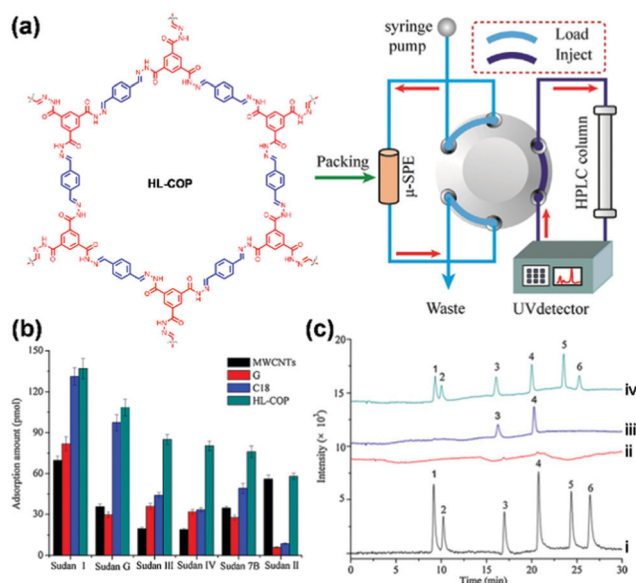 (a)
HL-COP
syringe
pump
Load
Inject
Packing
μ-SPE
HPLC column
Waste
UVdetector
(b)
Adsorption amount (pmol)
150
120
90
60
30
0
MWCNTs
G
C18
HL-COP
Sudan I
Sudan G
Sudan III
Sudan IV
Sudan 7B
Sudan II
(c)
Intensity (× 10³)
20
15
10
5
0
1
2
3
4
5
6
iv
3
4
iii
ii
1
2
3
4
5
6
i
0
5
10
15
20
25
30
Time (min)